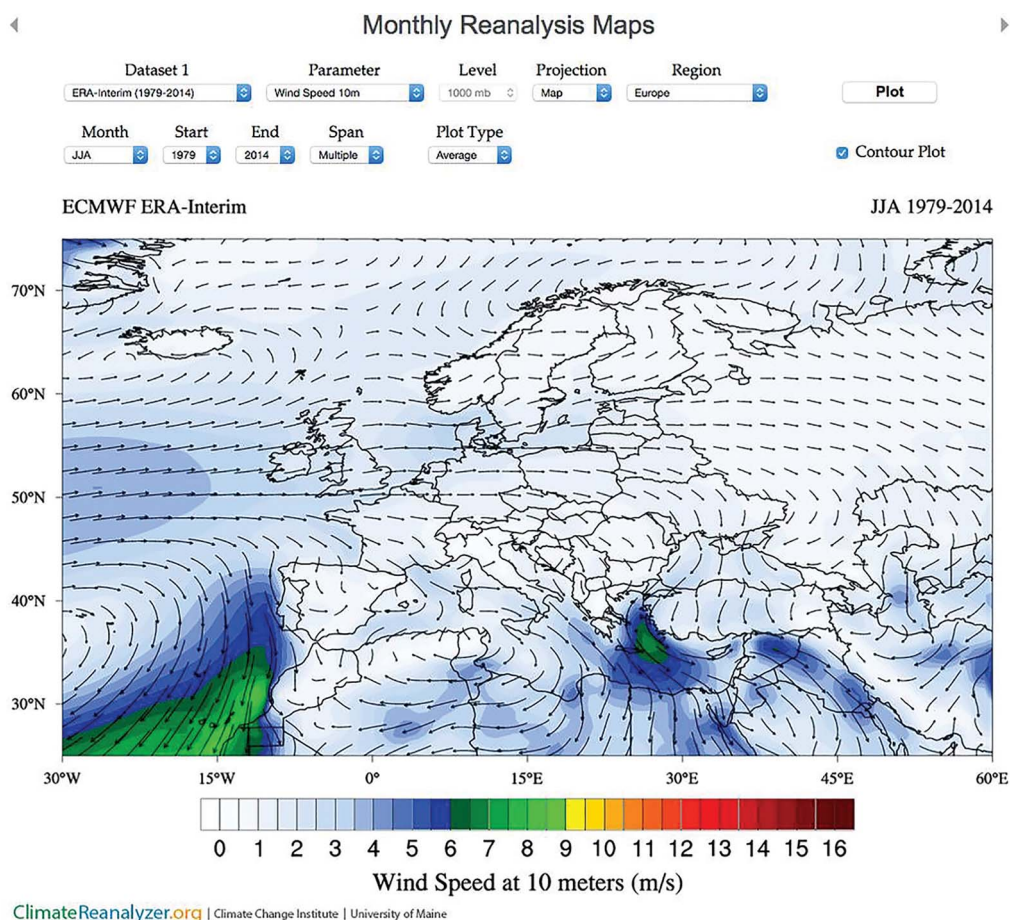 Monthly Reanalysis Maps
Dataset 1 Parameter Level Projection Region
ERA-Interim (1979-2014) Wind Speed 10m 1000 mb Map Europe Plot
Month Start End Span Plot Type
JJA 1979 2014 Multiple Average Contour Plot
ECMWF ERA-Interim JJA 1979-2014
70°N
60°N
50°N
40°N
30°N
30°W 15°W 0° 15°E 30°E 45°E 60°E
0 1 2 3 4 5 6 7 8 9 10 11 12 13 14 15 16
Wind Speed at 10 meters (m/s)
ClimateReanalyzer.org | Climate Change Institute | University of Maine